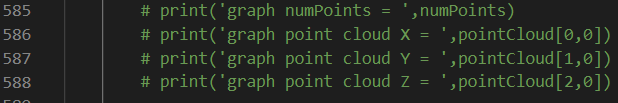 585 # print('graph numPoints = ',numPoints)
586 # print('graph point cloud X = ',pointCloud[0,0])
587 # print('graph point cloud Y = ',pointCloud[1,0])
588 # print('graph point cloud Z = ',pointCloud[2,0])